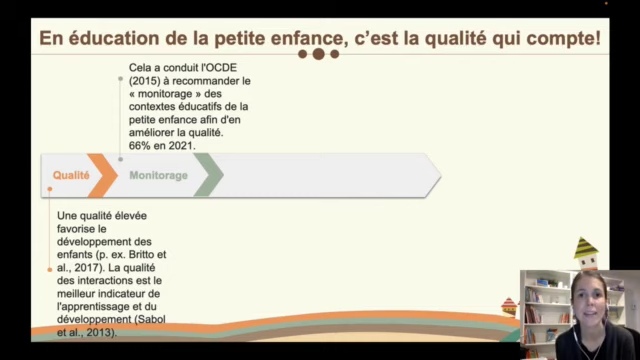 En éducation de la petite enfance, c'est la qualité qui compte!
Cela a conduit l'OCDE
(2015) à recommander le
« monitorage » des
contextes éducatifs de la
petite enfance afin d'en
améliorer la qualité.
66% en 2021.
Qualité
Monitorage
Une qualité élevée
favorise le
développement des
enfants (p. ex. Britto et
al., 2017). La qualité
des interactions est le
meilleur indicateur de
l'apprentissage et du
développement (Sabol
et al., 2013).